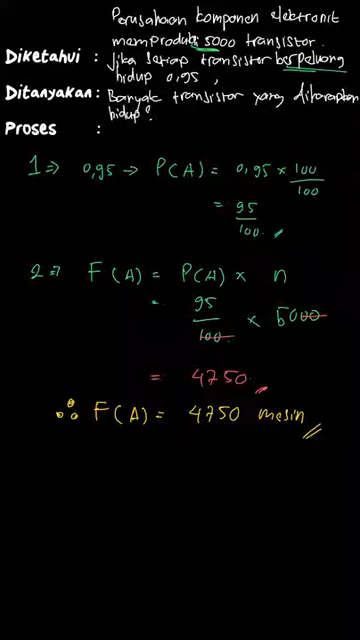 Perusahaan komponen elektronik
memproduksi 5000 transistor.
Diketahui : Jika setiap transistor berpeluang
hidup 0,95,
Ditanyakan : Banyak transistor yang diharapkan
hidup?
Proses :
1 ⇒ 0,95 → P(A) = 0,95 × 100/100
= 95/100.
2 ⇒ F(A) = P(A) × n
= 95/100 × 5000
= 4750.
∴ F(A) = 4750 mesin